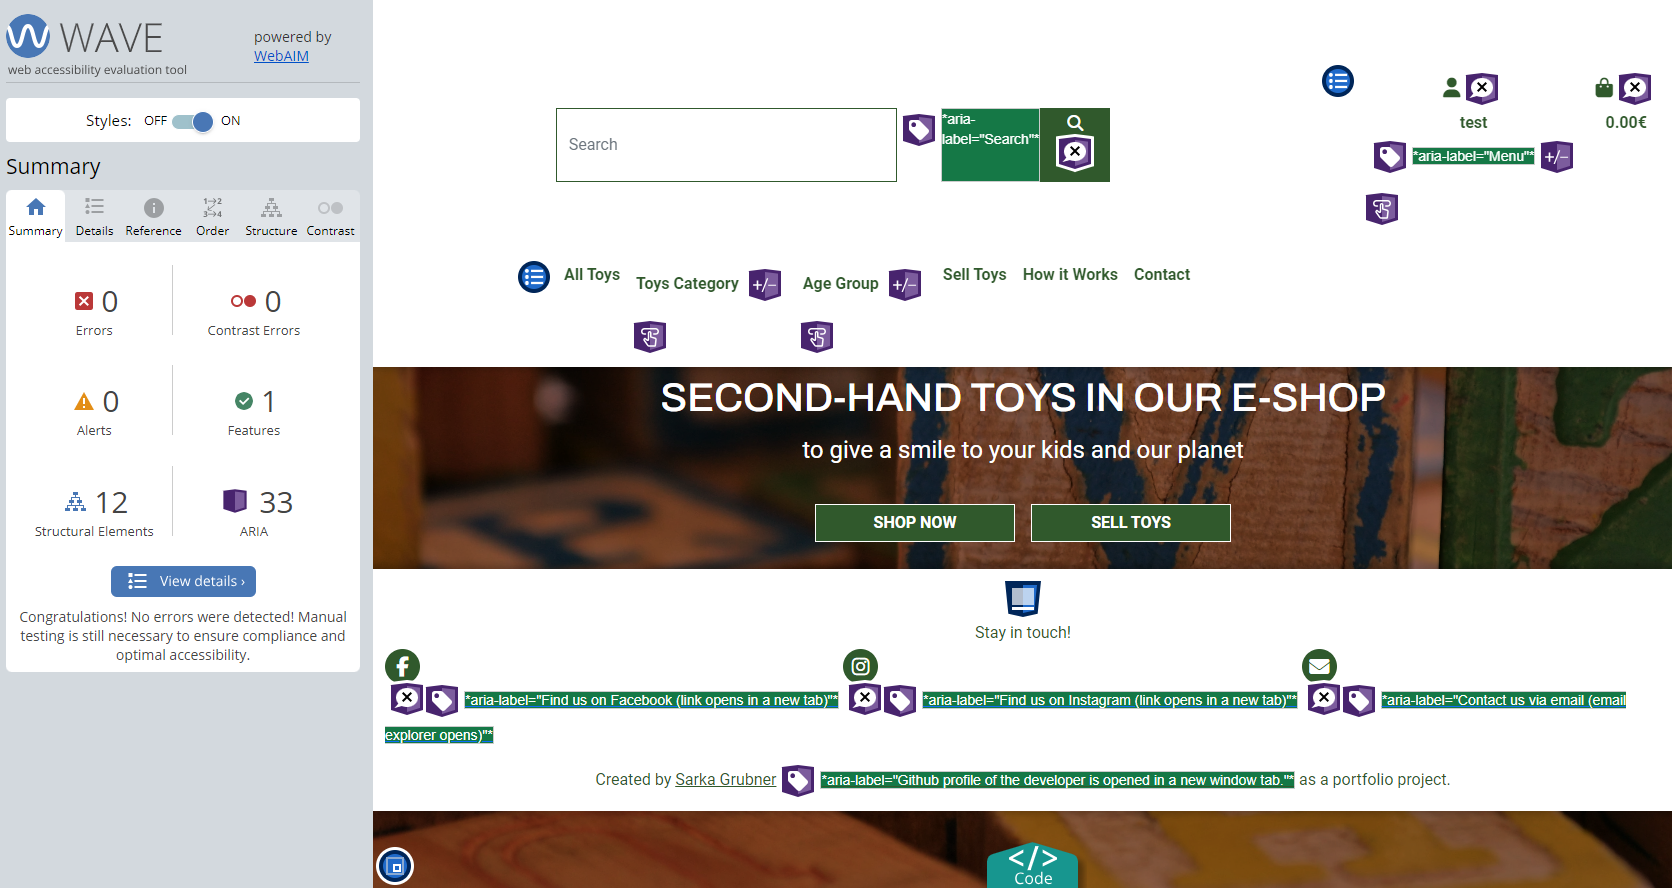 WAVE
powered by
WebAIM
web accessibility evaluation tool
Styles: OFF ON
Summary
Summary Details Reference Order Structure Contrast
0
Errors
0
Contrast Errors
0
Alerts
1
Features
12
Structural Elements
33
ARIA
View details ›
Congratulations! No errors were detected! Manual
testing is still necessary to ensure compliance and
optimal accessibility.
Search
*aria-
label="Search"*
test
0.00€
*aria-label="Menu"*
+/−
All Toys
Toys Category
+/−
Age Group
+/−
Sell Toys
How it Works
Contact
SECOND-HAND TOYS IN OUR E-SHOP
to give a smile to your kids and our planet
SHOP NOW
SELL TOYS
Stay in touch!
*aria-label="Find us on Facebook (link opens in a new tab)"*
*aria-label="Find us on Instagram (link opens in a new tab)"*
*aria-label="Contact us via email (email
explorer opens)"*
Created by Sarka Grubner *aria-label="Github profile of the developer is opened in a new window tab."* as a portfolio project.
</>
Code